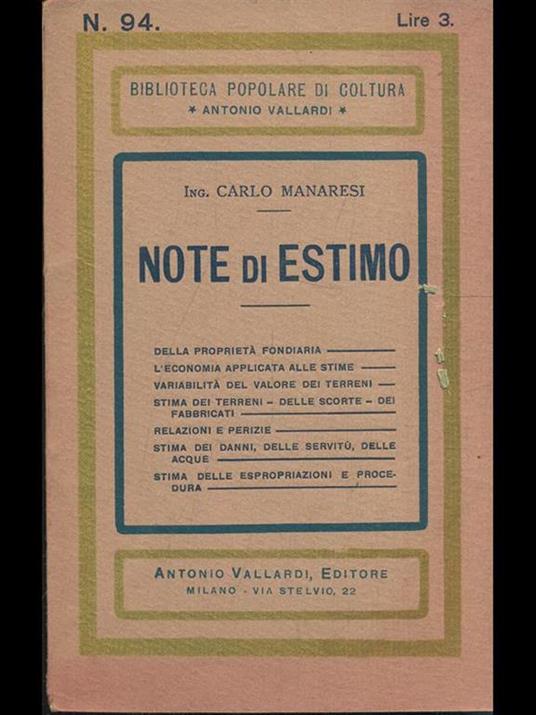 N. 94.
Lire 3.
BIBLIOTECA POPOLARE DI COLTURA
* ANTONIO VALLARDI *
ING. CARLO MANARESI
NOTE DI ESTIMO
DELLA PROPRIETÀ FONDIARIA
L'ECONOMIA APPLICATA ALLE STIME
VARIABILITÀ DEL VALORE DEI TERRENI
STIMA DEI TERRENI – DELLE SCORTE – DEI
FABBRICATI
RELAZIONI E PERIZIE
STIMA DEI DANNI, DELLE SERVITÙ, DELLE
ACQUE
STIMA DELLE ESPROPRIAZIONI E PROCE-
DURA
ANTONIO VALLARDI, EDITORE
MILANO - VIA STELVIO, 22